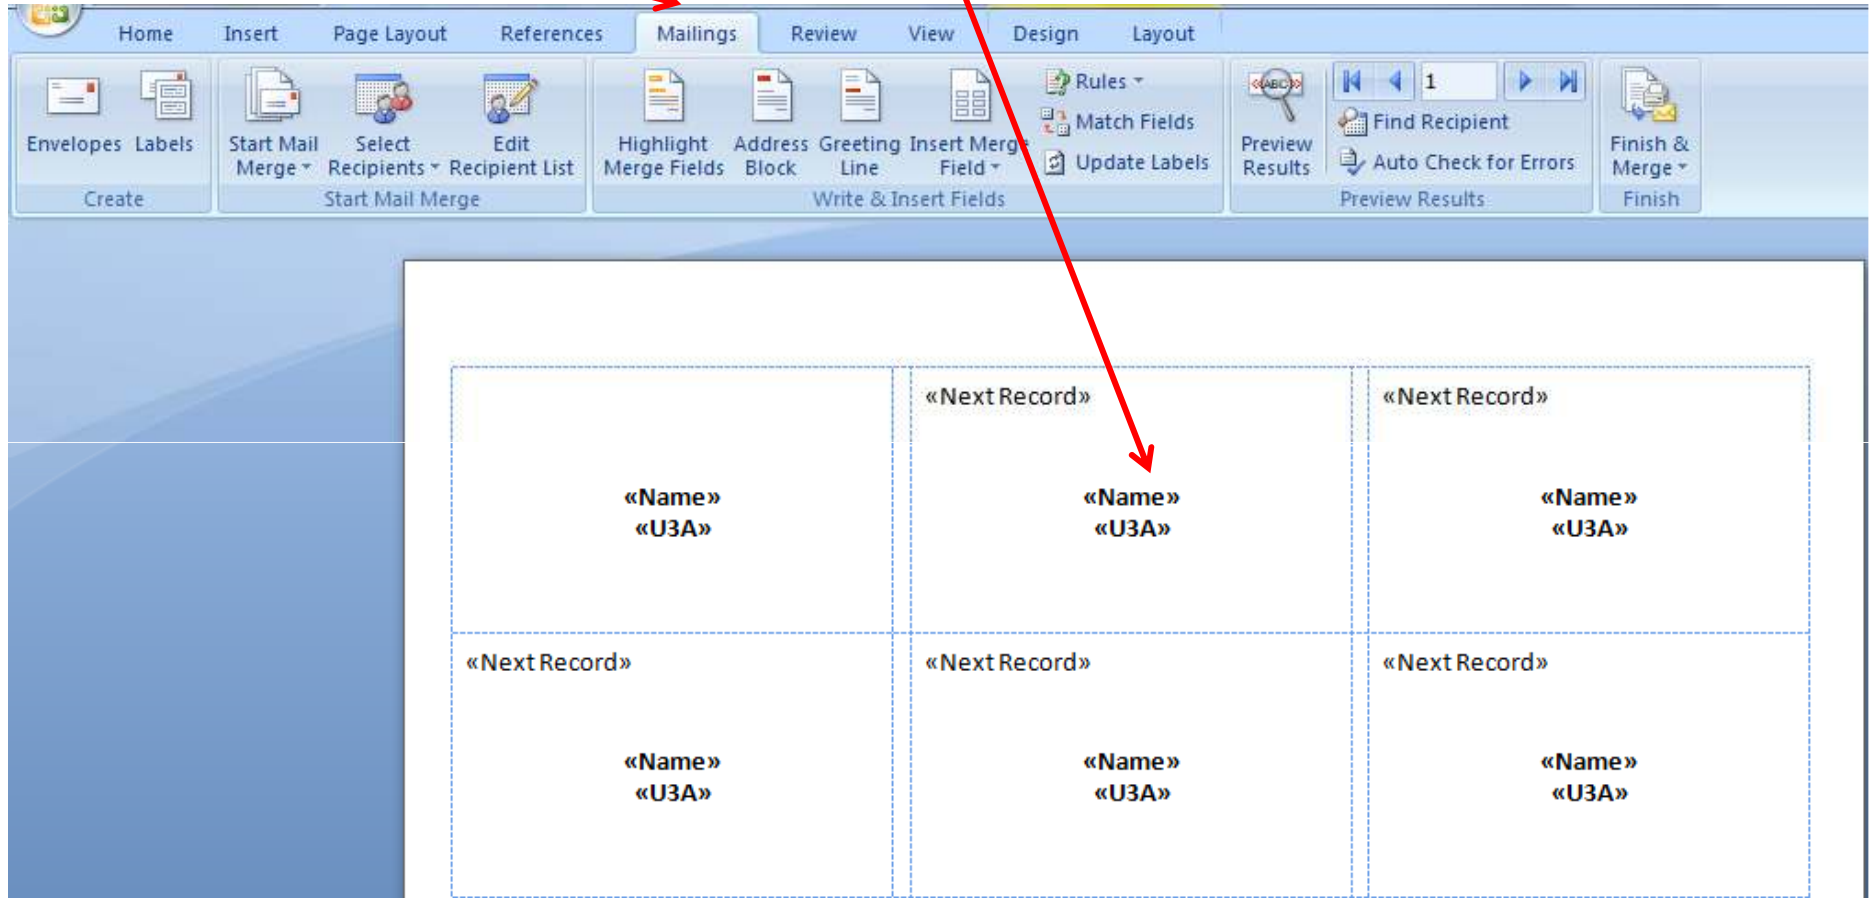 Home Insert Page Layout References Mailings Review View Design Layout
Envelopes Labels
Create
Start Mail Merge
Select Recipients
Edit Recipient List
Start Mail Merge
Highlight Merge Fields
Address Block
Greeting Line
Insert Merge Field
Rules
Match Fields
Update Labels
Write & Insert Fields
«ABC»
Preview Results
1
Find Recipient
Auto Check for Errors
Preview Results
Finish & Merge
Finish
«Next Record» «Next Record»
«Name» «Name» «Name»
«U3A» «U3A» «U3A»
«Next Record» «Next Record» «Next Record»
«Name» «Name» «Name»
«U3A» «U3A» «U3A»